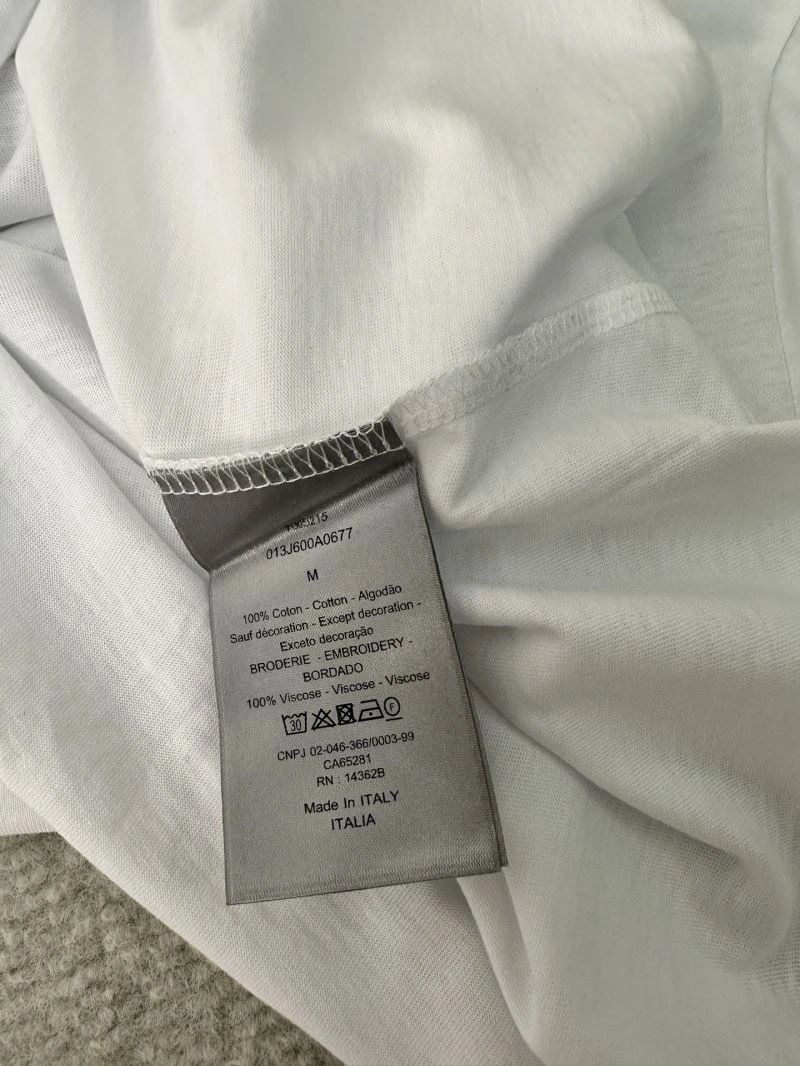 T005215
013J600A0677
M
100% Coton - Cotton - Algodão
Sauf décoration - Except decoration -
Exceto decoração
BRODERIE - EMBROIDERY -
BORDADO
100% Viscose - Viscose - Viscose
30 F
CNPJ 02-046-366/0003-99
CA65281
RN : 14362B
Made In ITALY
ITALIA